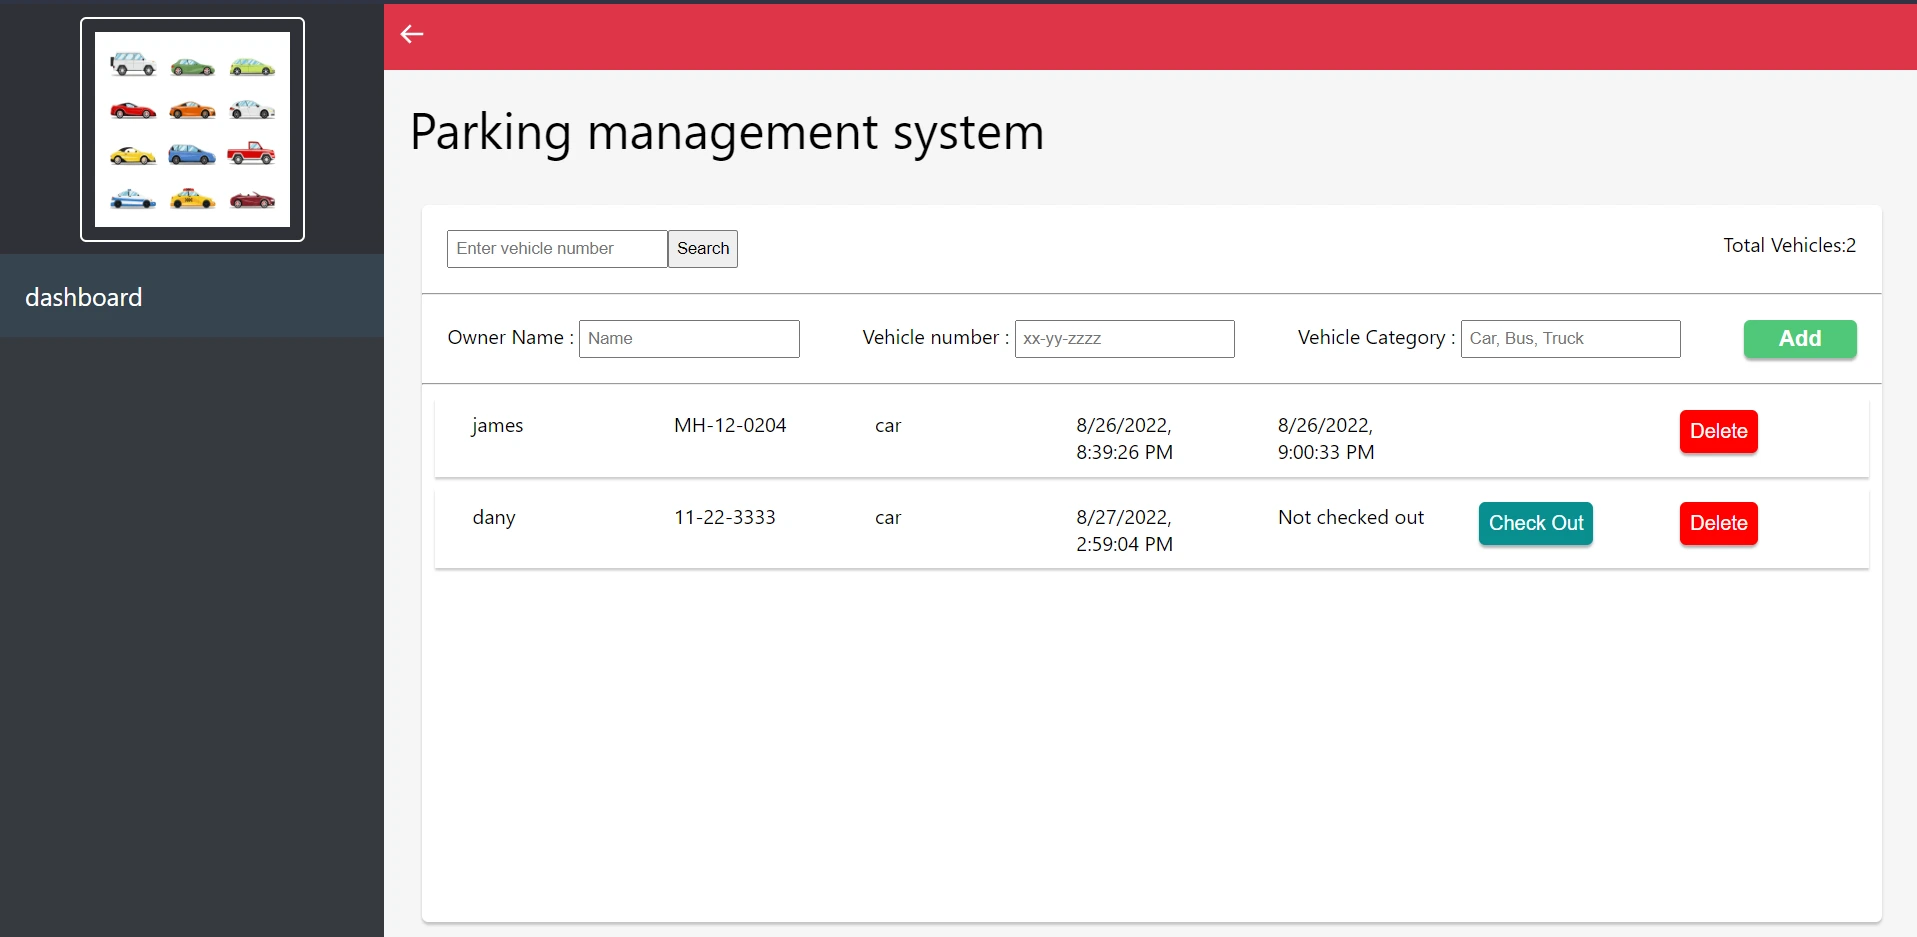 dashboard
Parking management system
Enter vehicle number Search Total Vehicles:2
Owner Name : Name Vehicle number : xx-yy-zzzz Vehicle Category : Car, Bus, Truck Add
james MH-12-0204 car 8/26/2022, 8/26/2022, Delete
8:39:26 PM 9:00:33 PM
dany 11-22-3333 car 8/27/2022, Not checked out Check Out Delete
2:59:04 PM